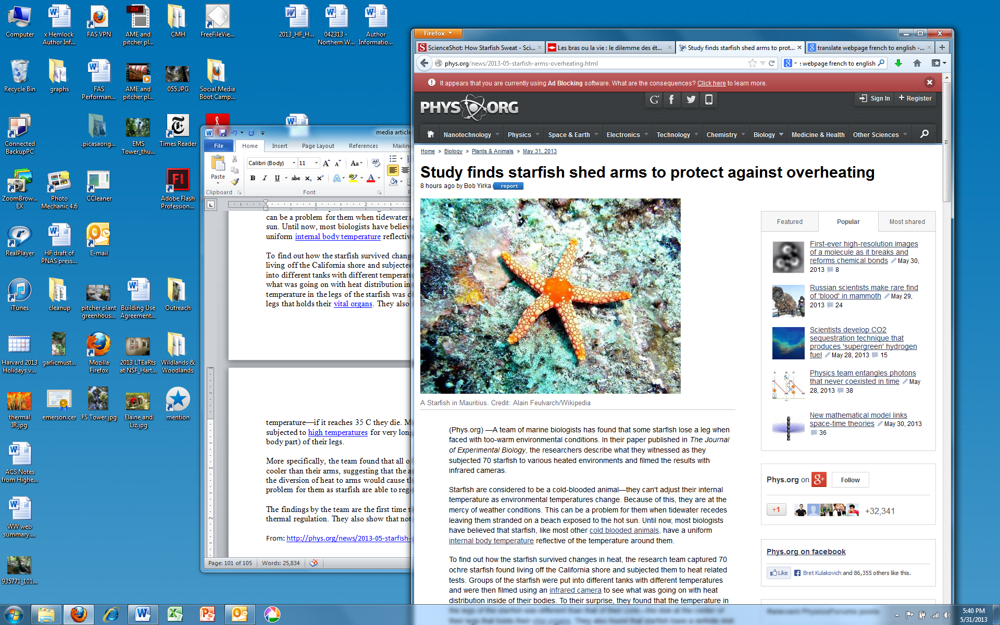 Computer
x Hemlock
Author Inf...
FAS VPN
AME and
pitcher pl...
CMH
FreeFileVie...
2013_HF_H...
042313 -
Northern W...
Author
Informatio...
Recycle Bin
graphs
FAS
Performan...
AME and
pitcher pl...
055.JPG
Social Media
Boot Camp...
Connected
BackupPC
.picasaorig...
EMS
Tower_thu...
Times Reader
ZoomBrow...
EX
Photo
Mechanic 4.6
CCleaner
Adobe Flash
Profession...
RealPlayer
HF draft of
PNAS press...
E-mail
iTunes
cleanup
pitcher plant
greenhous...
Building Use
Agreement...
Outreach
Harvard 2013
Holidays v...
garlicmust...
Mozilla
Firefox
2013 LTEaRts
at NSF_Hart...
Wildlands &
Woodlands
thermal
IR.jpg
emerson.cer
FS Tower.jpg
Elaine and
Liz.jpg
mention
ACS Notes
from Highe...
WW web
summary....
935771_101...
media article
File
Home
Insert
Page Layout
References
Mailin
Paste
Clipboard
Calibri (Body)
11
Font
can be a problem for them when tidewater
sun. Until now, most biologists have believ
uniform internal body temperature reflectiv
To find out how the starfish survived chang
living off the California shore and subjected
into different tanks with different temperatu
what was going on with heat distribution in
temperature in the legs of the starfish was d
legs that holds their vital organs. They also
temperature—if it reaches 35 C they die. M
subjected to high temperatures for very long
body part) of their legs.
More specifically, the team found that all o
cooler than their arms, suggesting that the a
the diversion of heat to arms would cause th
problem for them as starfish are able to rege
The findings by the team are the first time t
thermal regulation. They also show that not
From: http://phys.org/news/2013-05-starfish-
Page: 101 of 105
Words: 25,834
Firefox
ScienceShot: How Starfish Sweat - Sci...
Les bras ou la vie : le dilemme des ét...
Study finds starfish shed arms to prot...
translate webpage french to english -...
phys.org/news/2013-05-starfish-arms-overheating.html
: webpage french to english
It appears that you are currently using Ad Blocking software. What are the consequences? Click here to learn more.
PHYS ORG
Sign In
+ Register
Nanotechnology
Physics
Space & Earth
Electronics
Technology
Chemistry
Biology
Medicine & Health
Other Sciences
Home » Biology » Plants & Animals » May 31, 2013
Study finds starfish shed arms to protect against overheating
8 hours ago by Bob Yirka report
A Starfish in Mauritius. Credit: Alain Feulvarch/Wikipedia
(Phys.org) —A team of marine biologists has found that some starfish lose a leg when
faced with too-warm environmental conditions. In their paper published in The Journal
of Experimental Biology, the researchers describe what they witnessed as they
subjected 70 starfish to various heated environments and filmed the results with
infrared cameras.
Starfish are considered to be a cold-blooded animal—they can't adjust their internal
temperature as environmental temperatures change. Because of this, they are at the
mercy of weather conditions. This can be a problem for them when tidewater recedes
leaving them stranded on a beach exposed to the hot sun. Until now, most biologists
have believed that starfish, like most other cold blooded animals, have a uniform
internal body temperature reflective of the temperature around them.
To find out how the starfish survived changes in heat, the research team captured 70
ochre starfish found living off the California shore and subjected them to heat related
tests. Groups of the starfish were put into different tanks with different temperatures
and were then filmed using an infrared camera to see what was going on with heat
distribution inside of their bodies. To their surprise, they found that the temperature in
Featured
Popular
Most shared
First-ever high-resolution images
of a molecule as it breaks and
reforms chemical bonds May 30,
2013 8
Russian scientists make rare find
of 'blood' in mammoth May 29,
2013 24
Scientists develop CO2
sequestration technique that
produces 'supergreen' hydrogen
fuel May 28, 2013 15
Physics team entangles photons
that never coexisted in time May
28, 2013 38
New mathematical model links
space-time theories May 30, 2013
36
Phys.org on g+ Follow
+1
+32,341
Phys.org on facebook
Like
Bret Kulakovich and 86,355 others like this.
5:40 PM
5/31/2013